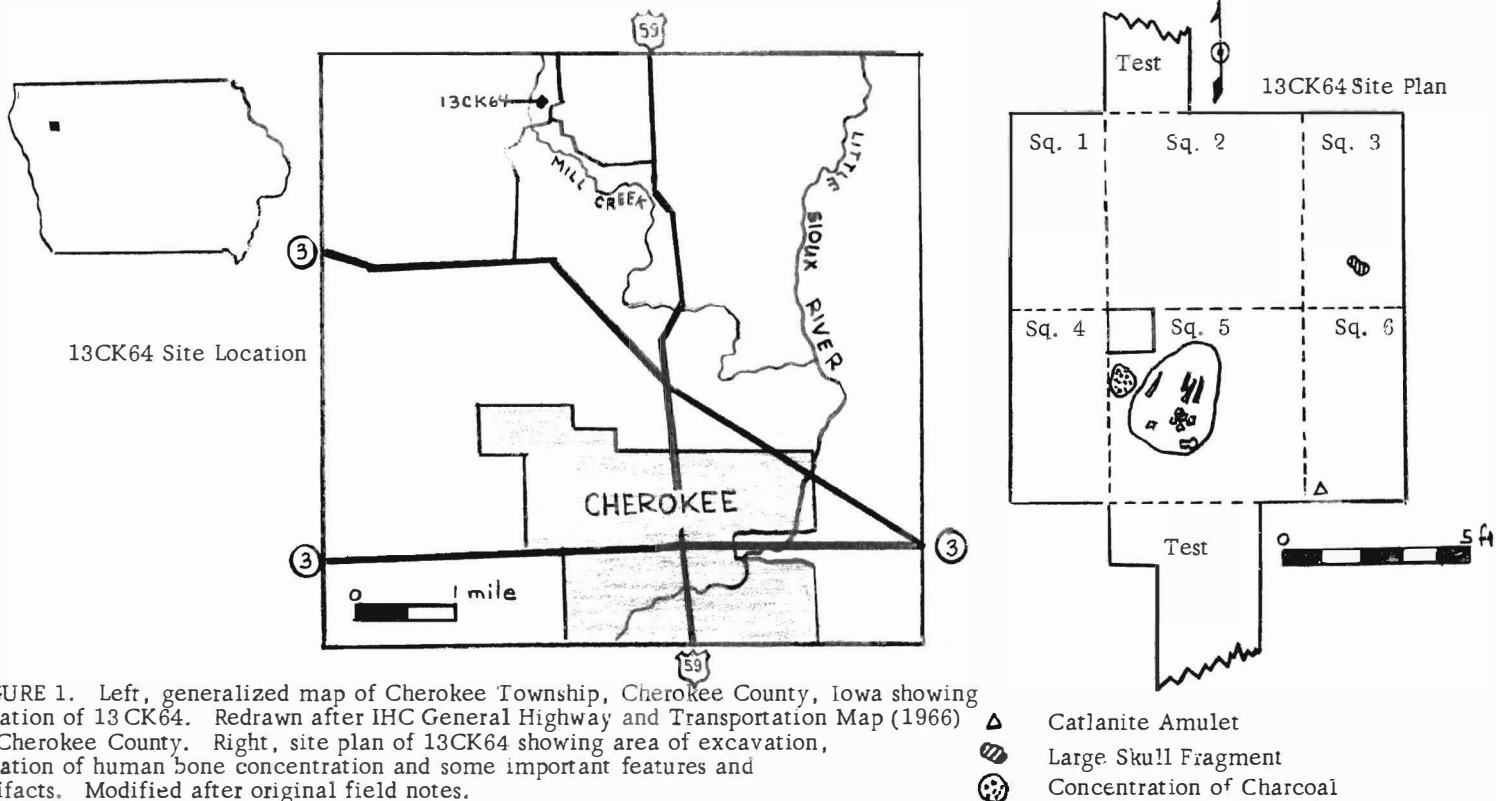 59
13CK64
MILL
CREEK
LITTLE
SIOUX
RIVER
3
13CK64 Site Location
CHEROKEE
3
3
0 1 mile
59
Test
13CK64 Site Plan
Sq. 1 Sq. 2 Sq. 3
Sq. 4 Sq. 5 Sq. 6
Test
0 5 ft
GURE 1. Left, generalized map of Cherokee Township, Cherokee County, Iowa showing
ation of 13 CK64. Redrawn after IHC General Highway and Transportation Map (1966)
Cherokee County. Right, site plan of 13CK64 showing area of excavation,
ation of human bone concentration and some important features and
ifacts. Modified after original field notes.
Catlanite Amulet
Large Skull Fragment
Concentration of Charcoal